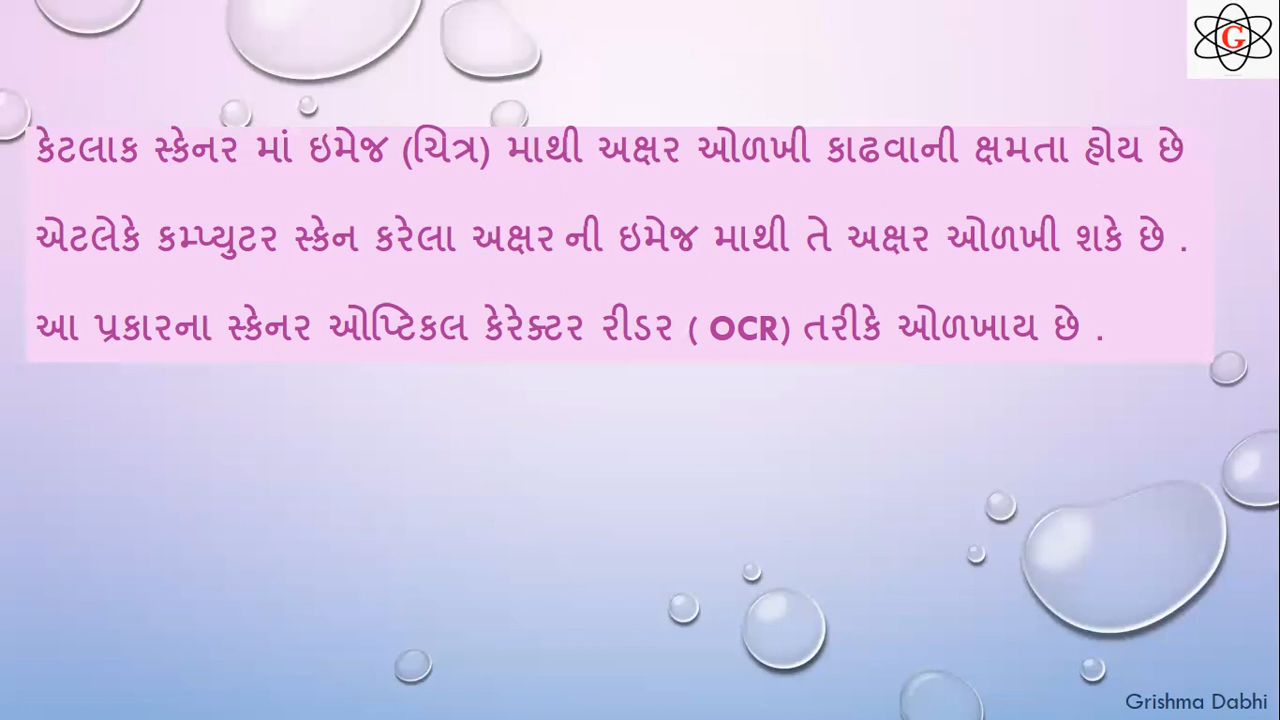 G
કેટલાક સ્કેનર માં ઇમેજ (ચિત્ર) માથી અક્ષર ઓળખી કાઢવાની ક્ષમતા હોય છે
એટલેકે કમ્પ્યુટર સ્કેન કરેલા અક્ષર ની ઇમેજ માથી તે અક્ષર ઓળખી શકે છે .
આ પ્રકારના સ્કેનર ઓપ્ટિકલ કેરેક્ટર રીડર ( OCR) તરીકે ઓળખાય છે .
Grishma Dabhi